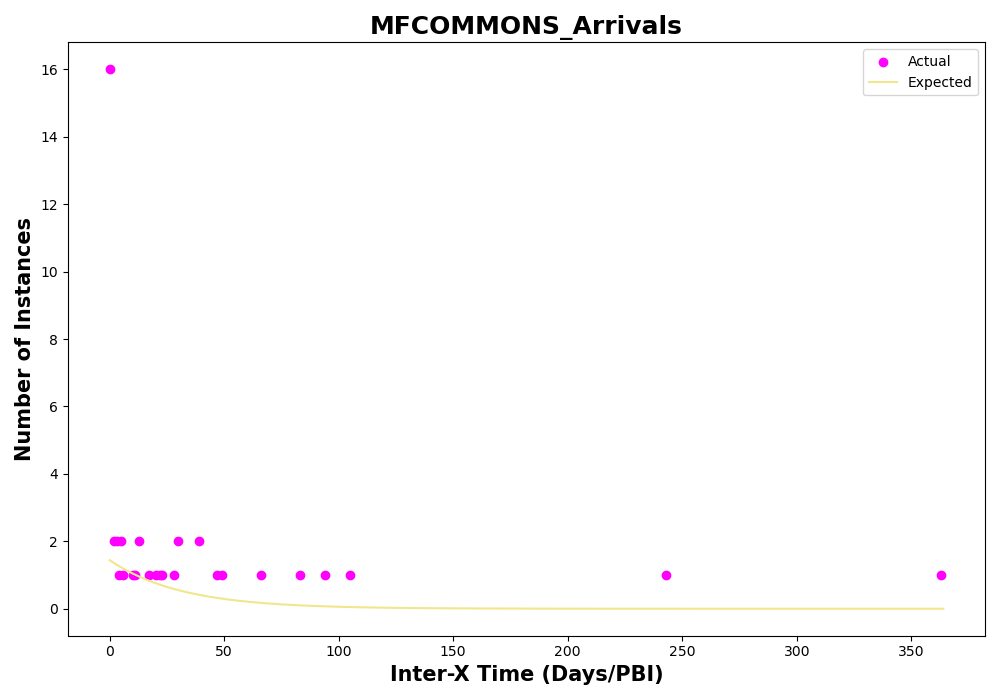 MFCOMMONS_Arrivals
Actual
Expected
Number of Instances
16
14
12
10
8
6
4
2
0
0 50 100 150 200 250 300 350
Inter-X Time (Days/PBI)